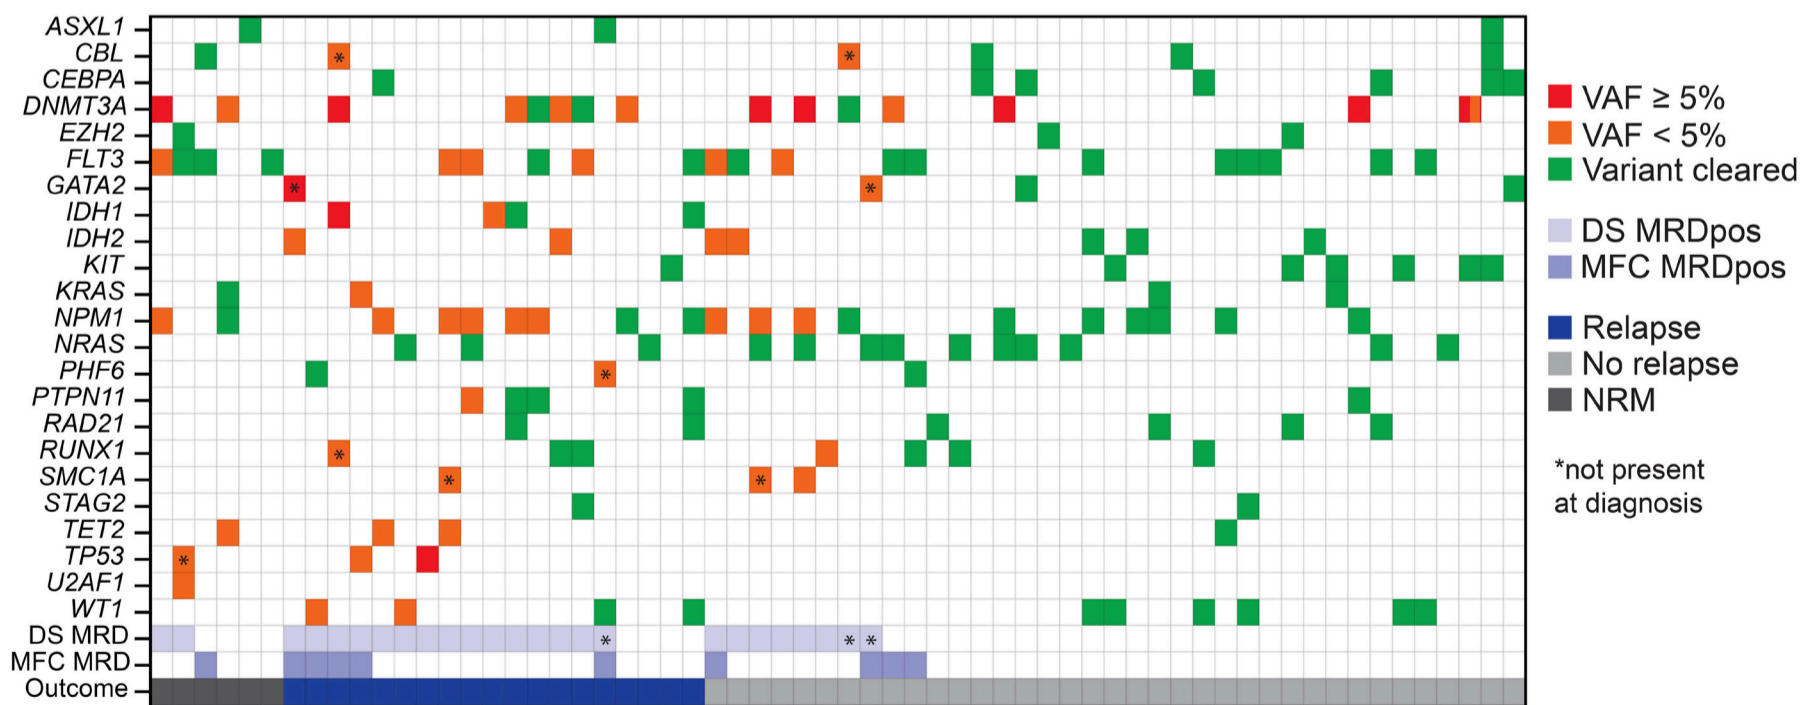 ASXL1
CBL
* *
CEBPA
DNMT3A
EZH2
FLT3
GATA2
* *
IDH1
IDH2
KIT
KRAS
NPM1
NRAS
PHF6
*
PTPN11
RAD21
RUNX1
*
SMC1A
* *
STAG2
TET2
TP53
*
U2AF1
WT1
DS MRD
* * *
MFC MRD
Outcome
VAF ≥ 5%
VAF < 5%
Variant cleared
DS MRDpos
MFC MRDpos
Relapse
No relapse
NRM
*not present
at diagnosis